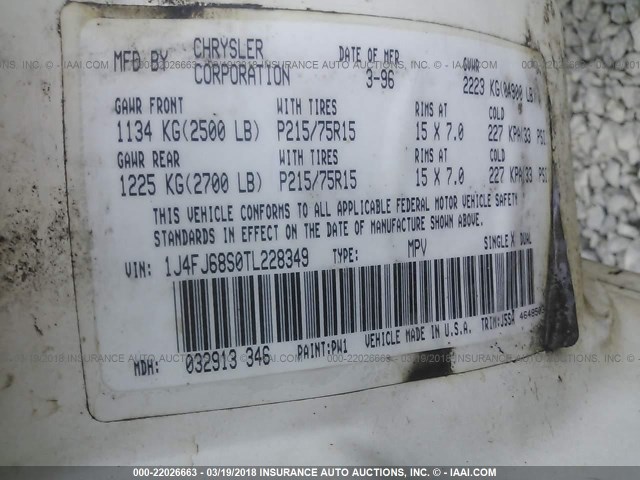 MFD BY CHRYSLER CORPORATION DATE OF MFR 3-96 GVWR 2223 KG(04900 LB)
GAWR FRONT WITH TIRES RIMS AT COLD
1134 KG(2500 LB) P215/75R15 15 X 7.0 227 KPA(33 PSI
GAWR REAR WITH TIRES RIMS AT COLD
1225 KG(2700 LB) P215/75R15 15 X 7.0 227 KPA(33 PSI
THIS VEHICLE CONFORMS TO ALL APPLICABLE FEDERAL MOTOR VEHICLE SAFETY
STANDARDS IN EFFECT ON THE DATE OF MANUFACTURE SHOWN ABOVE.
VIN: 1J4FJ68S0TL228349 TYPE: MPV SINGLE X DUAL
MDH: 032913 346 PAINT:PW1 VEHICLE MADE IN U.S.A. TRIM:
000-22026663 - 03/19/2018 INSURANCE AUTO AUCTIONS, INC. - © IAAI.COM